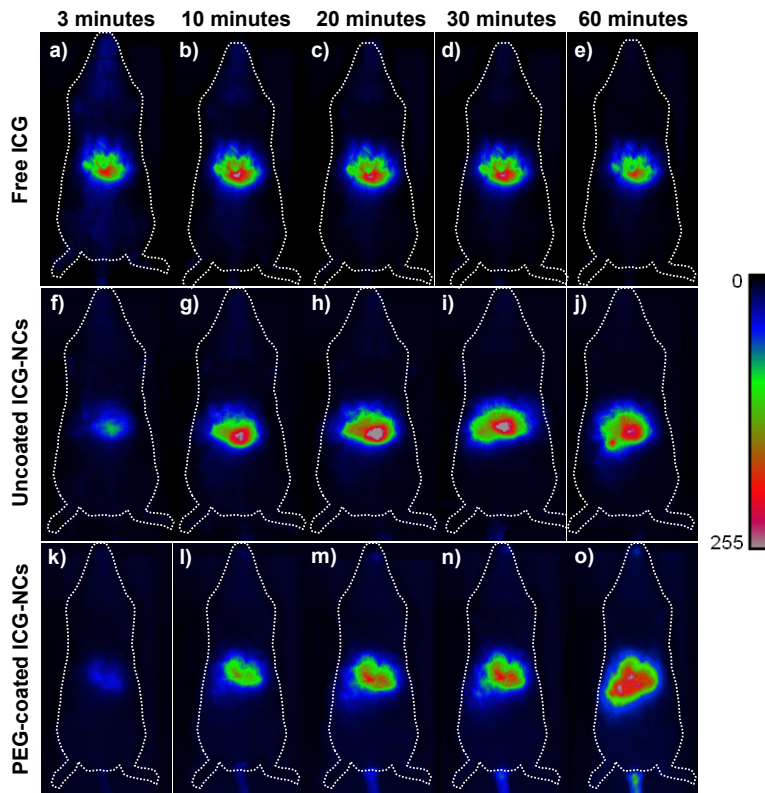 3 minutes 10 minutes 20 minutes 30 minutes 60 minutes
Free ICG
a) b) c) d) e)
Uncoated ICG-NCs
f) g) h) i) j)
PEG-coated ICG-NCs
k) l) m) n) o)
0
255